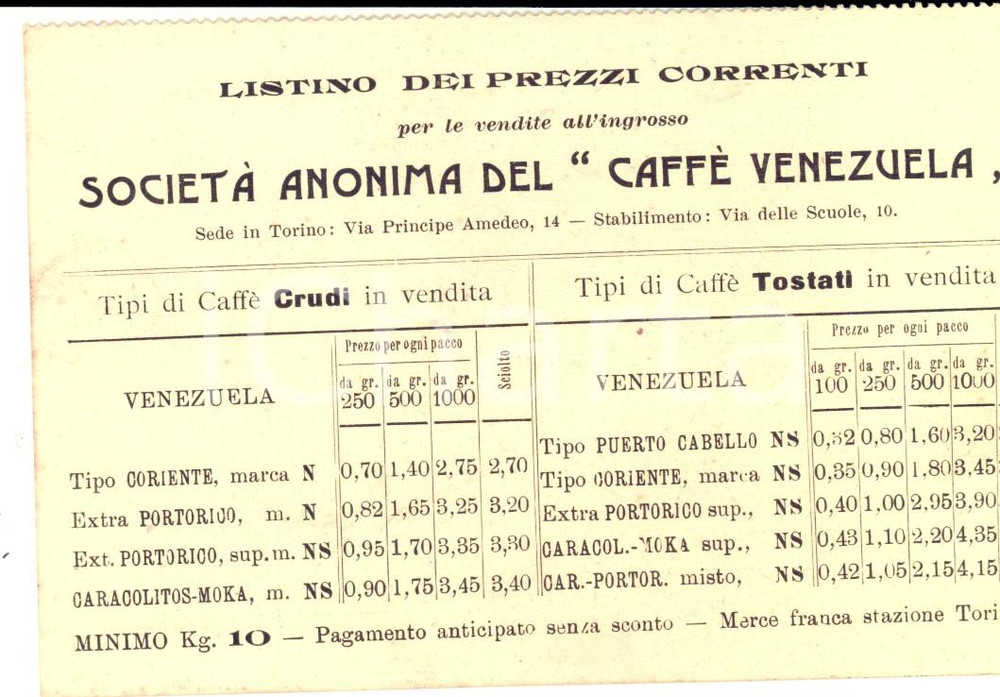 LISTINO DEI PREZZI CORRENTI
per le vendite all'ingrosso
SOCIETÀ ANONIMA DEL “ CAFFÈ VENEZUELA „
Sede in Torino: Via Principe Amedeo, 14 — Stabilimento: Via delle Scuole, 10.
Tipi di Caffè Crudi in vendita
VENEZUELA
Prezzo per ogni pacco
Sciolto
da gr. 250 da gr. 500 da gr. 1000
Tipo CORIENTE, marca N 0,70 1,40 2,75 2,70
Extra PORTORICO, m. N 0,82 1,65 3,25 3,20
Ext. PORTORICO, sup. m. NS 0,95 1,70 3,35 3,30
CARACOLITOS-MOKA, m. NS 0,90 1,75 3,45 3,40
Tipi di Caffè Tostati in vendita
VENEZUELA
Prezzo per ogni pacco
da gr. 100 da gr. 250 da gr. 500 da gr. 1000
Tipo PUERTO CABELLO NS 0,32 0,80 1,60 3,20
Tipo CORIENTE, marca NS 0,35 0,90 1,80 3,45
Extra PORTORICO sup., NS 0,40 1,00 2,95 3,90
CARACOL.-MOKA sup., NS 0,43 1,10 2,20 4,35
CAR.-PORTOR. misto, NS 0,42 1,05 2,15 4,15
MINIMO Kg. 10 — Pagamento anticipato senza sconto — Merce franca stazione Tori